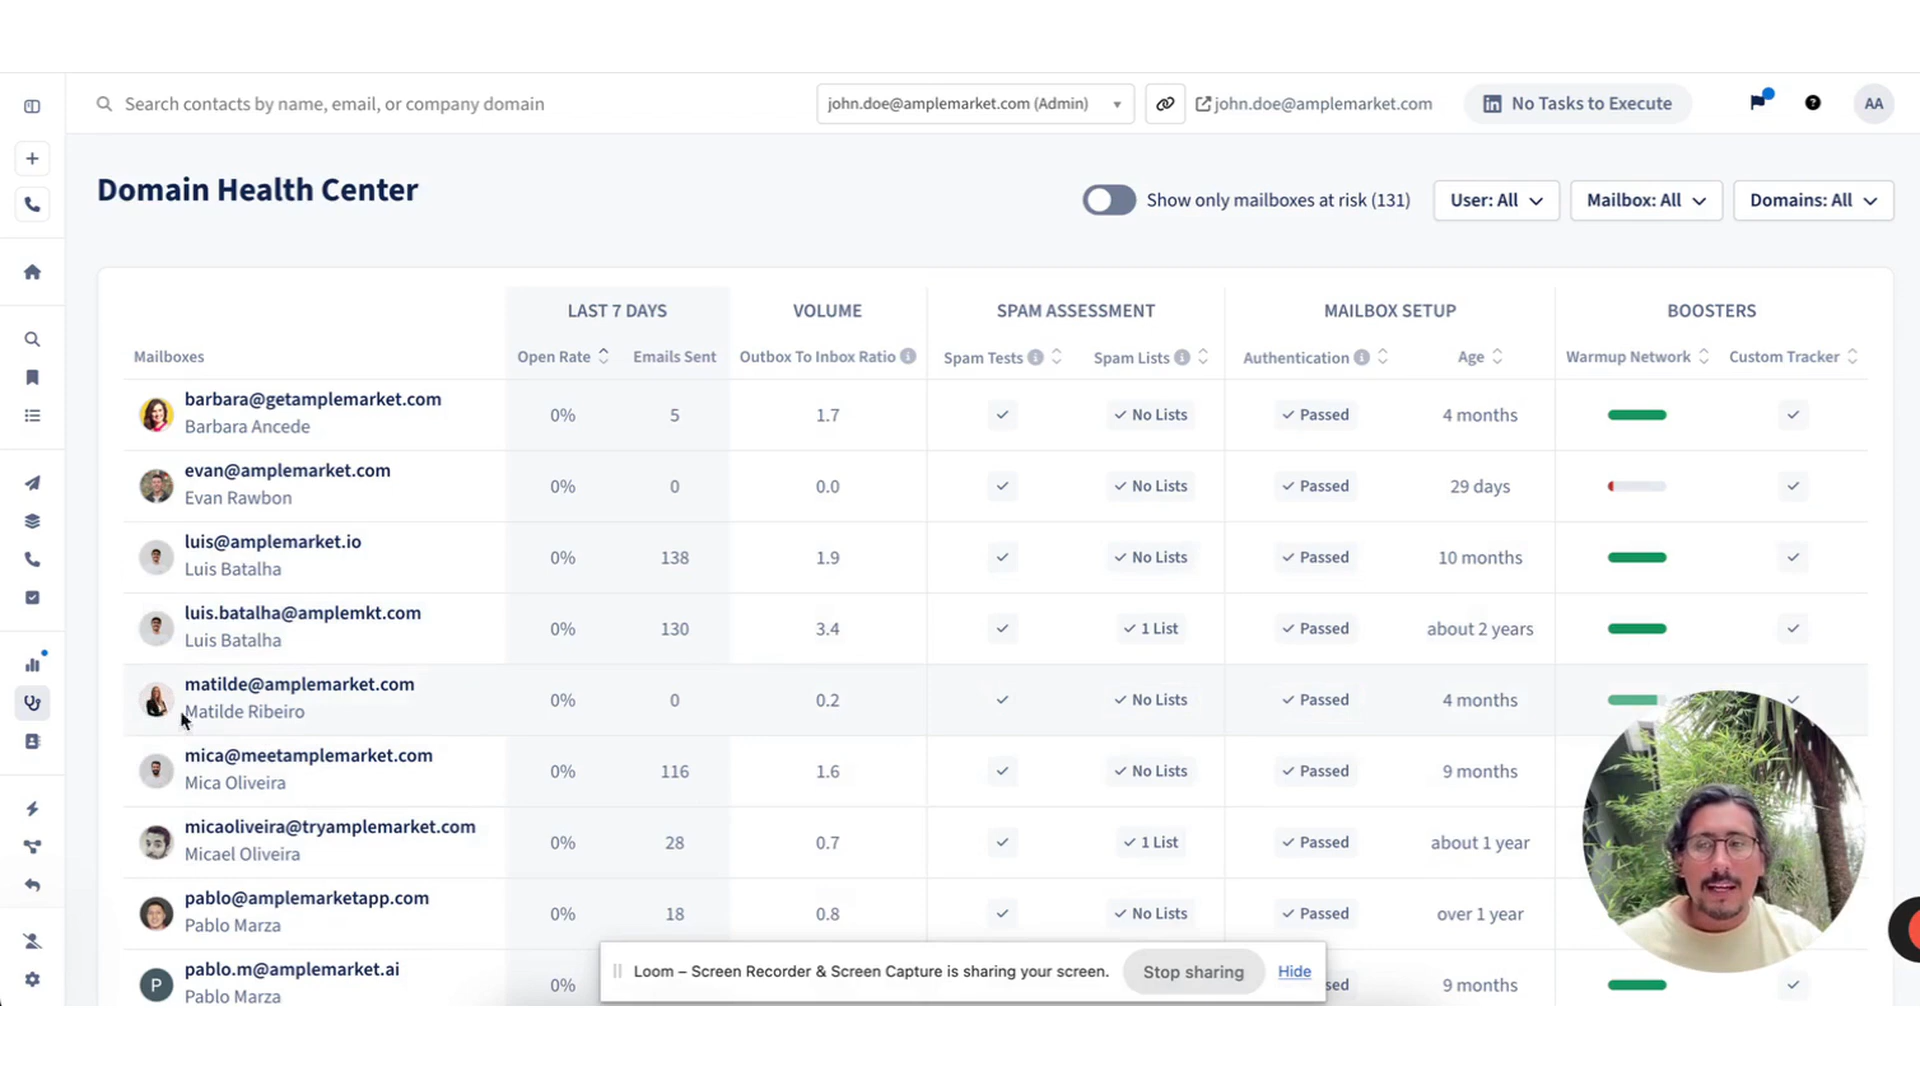 Search contacts by name, email, or company domain
john.doe@amplemarket.com (Admin)
john.doe@amplemarket.com
No Tasks to Execute
AA
Domain Health Center
Show only mailboxes at risk (131)
User: All
Mailbox: All
Domains: All
LAST 7 DAYS VOLUME SPAM ASSESSMENT MAILBOX SETUP BOOSTERS
Mailboxes Open Rate Emails Sent Outbox To Inbox Ratio Spam Tests Spam Lists Authentication Age Warmup Network Custom Tracker
barbara@getamplemarket.com
Barbara Ancede
0% 5 1.7 No Lists Passed 4 months
evan@amplemarket.com
Evan Rawbon
0% 0 0.0 No Lists Passed 29 days
luis@amplemarket.io
Luis Batalha
0% 138 1.9 No Lists Passed 10 months
luis.batalha@amplemkt.com
Luis Batalha
0% 130 3.4 1 List Passed about 2 years
matilde@amplemarket.com
Matilde Ribeiro
0% 0 0.2 No Lists Passed 4 months
mica@meetamplemarket.com
Mica Oliveira
0% 116 1.6 No Lists Passed 9 months
micaoliveira@tryamplemarket.com
Micael Oliveira
0% 28 0.7 1 List Passed about 1 year
pablo@amplemarketapp.com
Pablo Marza
0% 18 0.8 No Lists Passed over 1 year
P
pablo.m@amplemarket.ai
Pablo Marza
0% sed 9 months
Loom – Screen Recorder & Screen Capture is sharing your screen.
Stop sharing
Hide